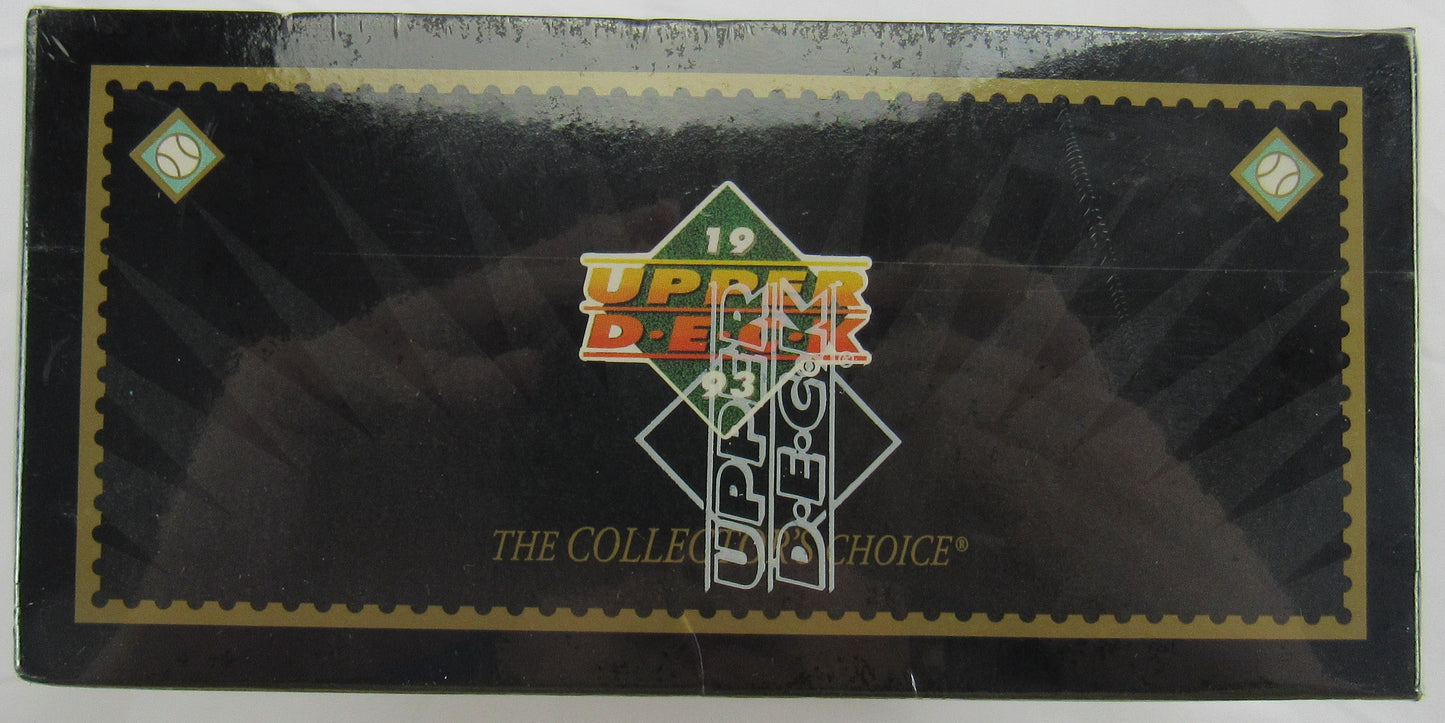 19
UPPER
D·E·C·K
93
UPPER
D·E·C·K
THE COLLECTOR'S CHOICE®